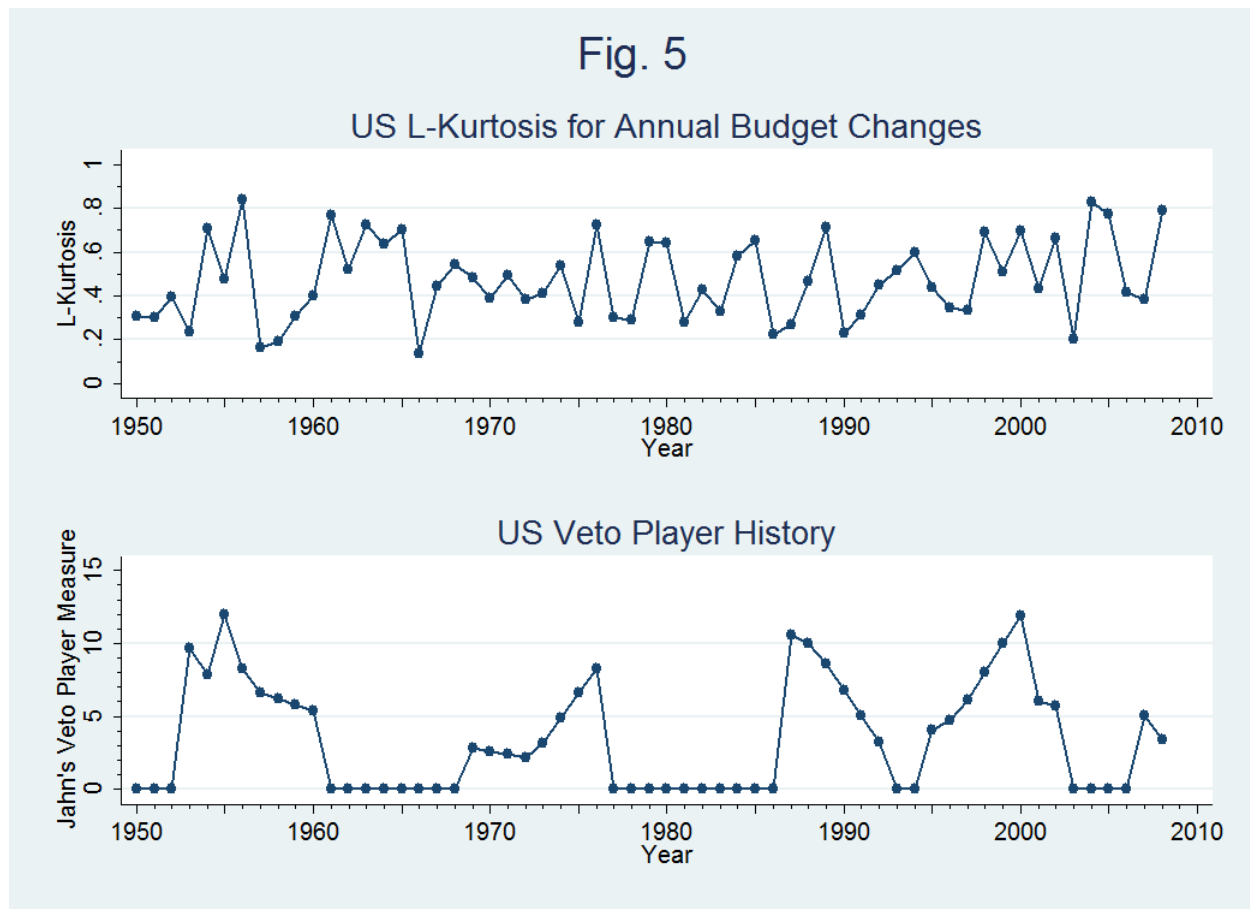 Fig. 5
US L-Kurtosis for Annual Budget Changes
L-Kurtosis
1
.8
.6
.4
.2
0
1950 1960 1970 1980 1990 2000 2010
Year
US Veto Player History
Jahn's Veto Player Measure
15
10
5
0
1950 1960 1970 1980 1990 2000 2010
Year